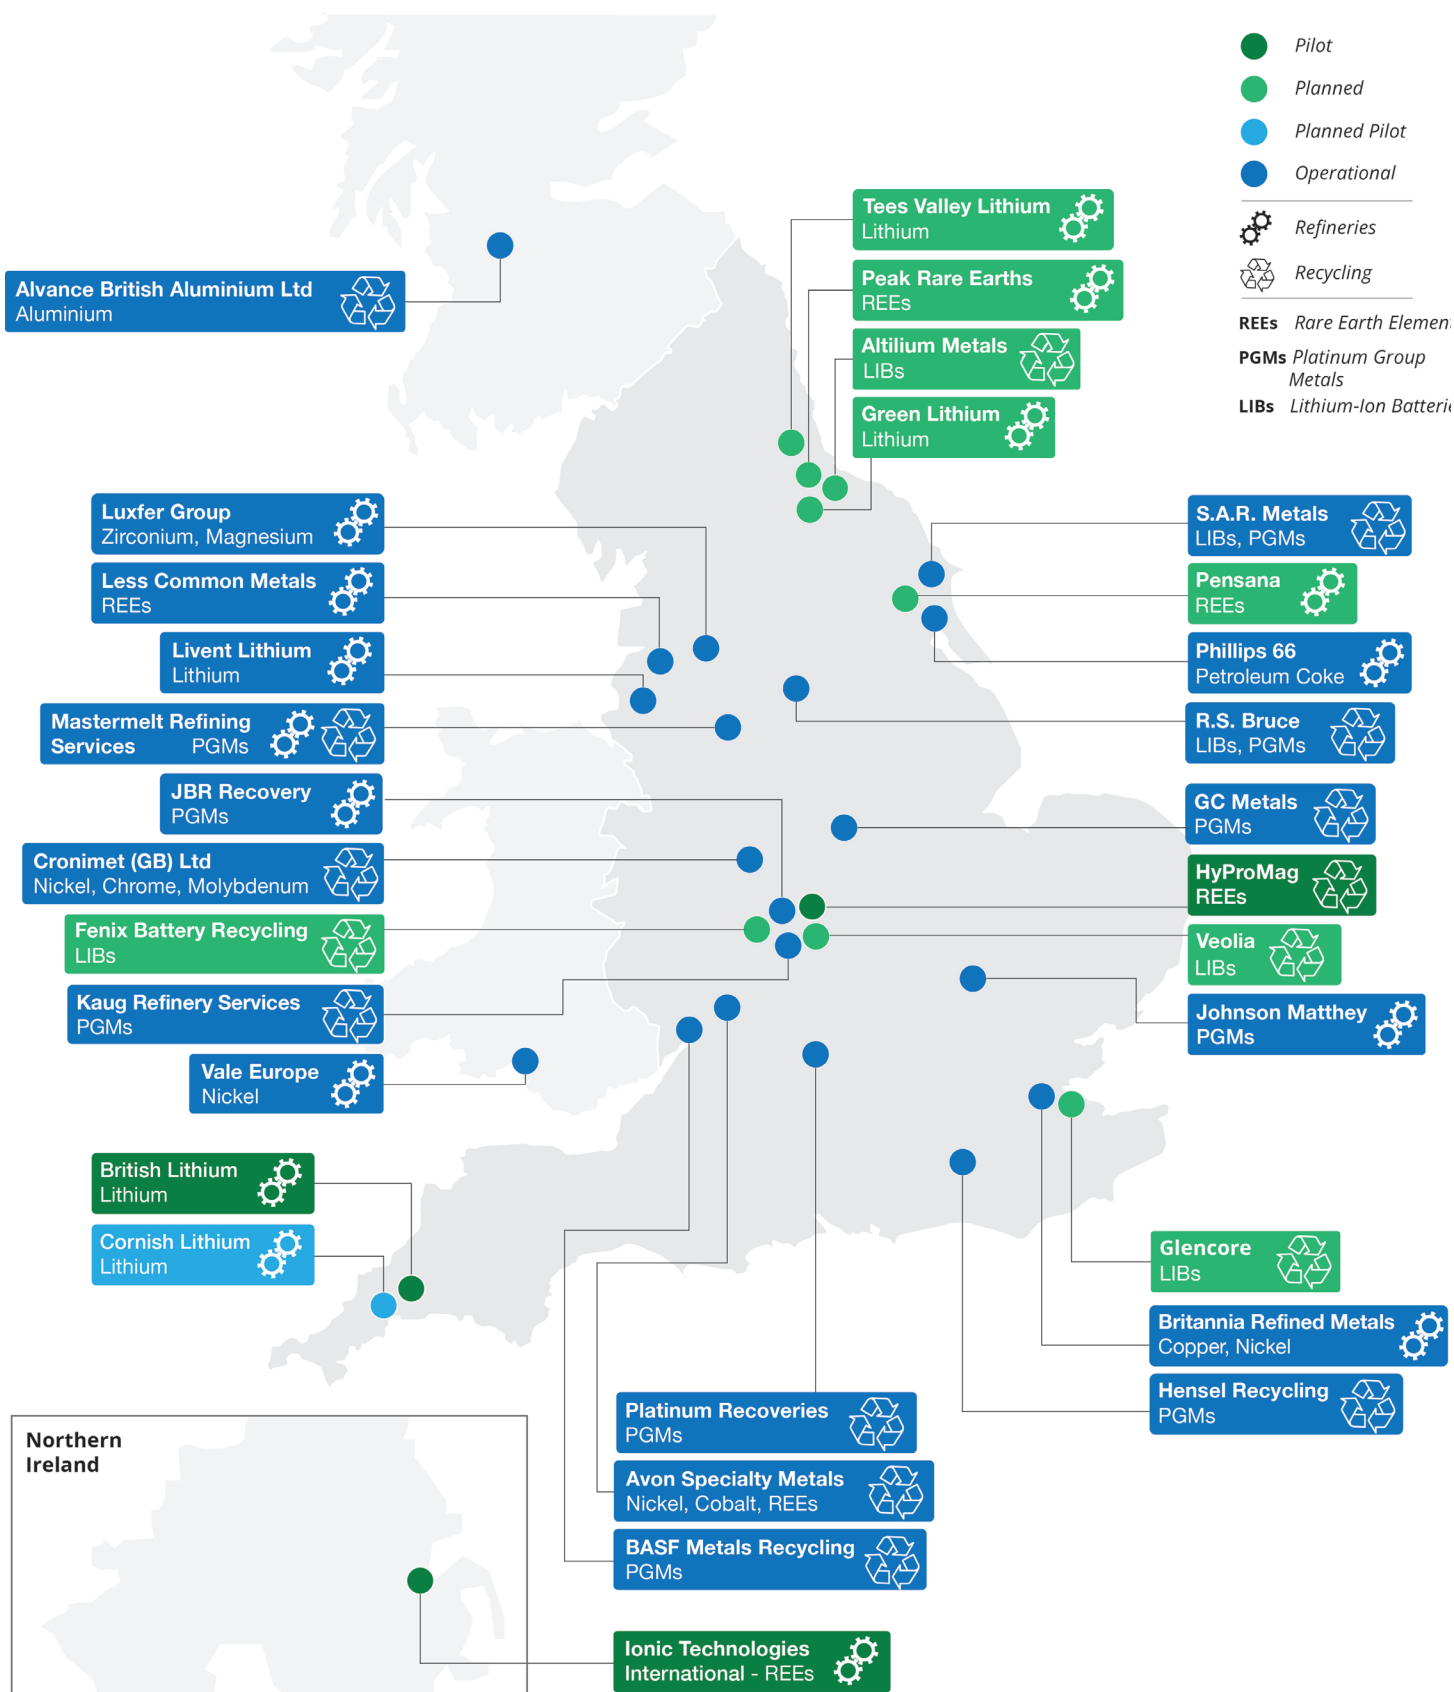 Pilot
Planned
Planned Pilot
Operational
Refineries
Recycling
REEs Rare Earth Elemen
PGMs Platinum Group
Metals
LIBs Lithium-Ion Batterie
Tees Valley Lithium
Lithium
Peak Rare Earths
REEs
Altilium Metals
LIBs
Green Lithium
Lithium
Alvance British Aluminium Ltd
Aluminium
Luxfer Group
Zirconium, Magnesium
Less Common Metals
REEs
Livent Lithium
Lithium
Mastermelt Refining
Services PGMs
JBR Recovery
PGMs
Cronimet (GB) Ltd
Nickel, Chrome, Molybdenum
Fenix Battery Recycling
LIBs
Kaug Refinery Services
PGMs
Vale Europe
Nickel
British Lithium
Lithium
Cornish Lithium
Lithium
S.A.R. Metals
LIBs, PGMs
Pensana
REEs
Phillips 66
Petroleum Coke
R.S. Bruce
LIBs, PGMs
GC Metals
PGMs
HyProMag
REEs
Veolia
LIBs
Johnson Matthey
PGMs
Glencore
LIBs
Britannia Refined Metals
Copper, Nickel
Hensel Recycling
PGMs
Platinum Recoveries
PGMs
Avon Specialty Metals
Nickel, Cobalt, REEs
BASF Metals Recycling
PGMs
Northern
Ireland
Ionic Technologies
International - REEs